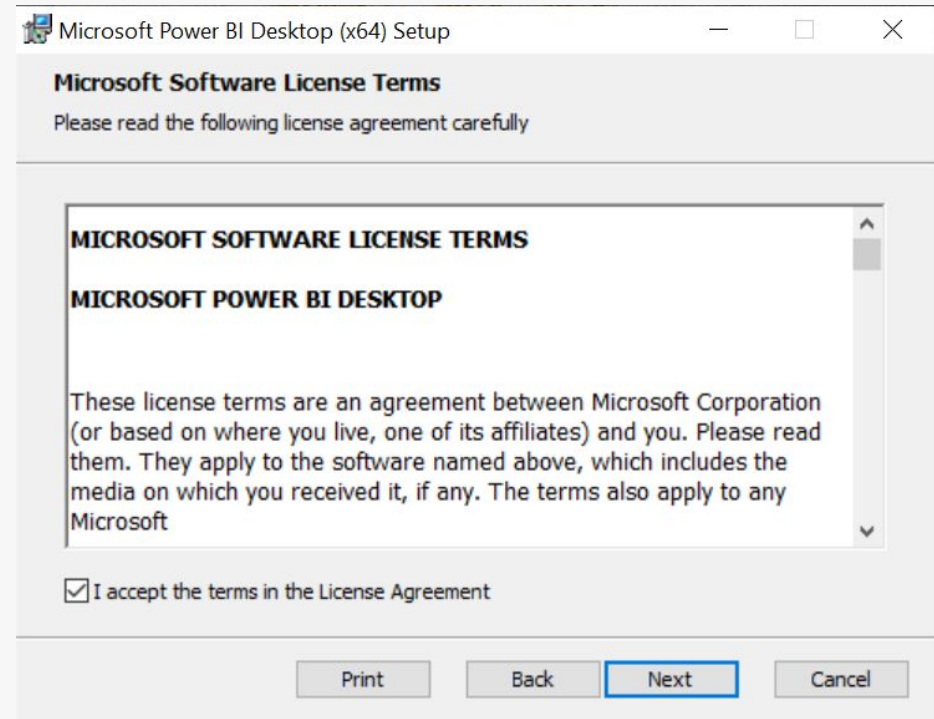 Microsoft Power BI Desktop (x64) Setup
Microsoft Software License Terms
Please read the following license agreement carefully
MICROSOFT SOFTWARE LICENSE TERMS
MICROSOFT POWER BI DESKTOP
These license terms are an agreement between Microsoft Corporation
(or based on where you live, one of its affiliates) and you. Please read
them. They apply to the software named above, which includes the
media on which you received it, if any. The terms also apply to any
Microsoft
I accept the terms in the License Agreement
Print Back Next Cancel